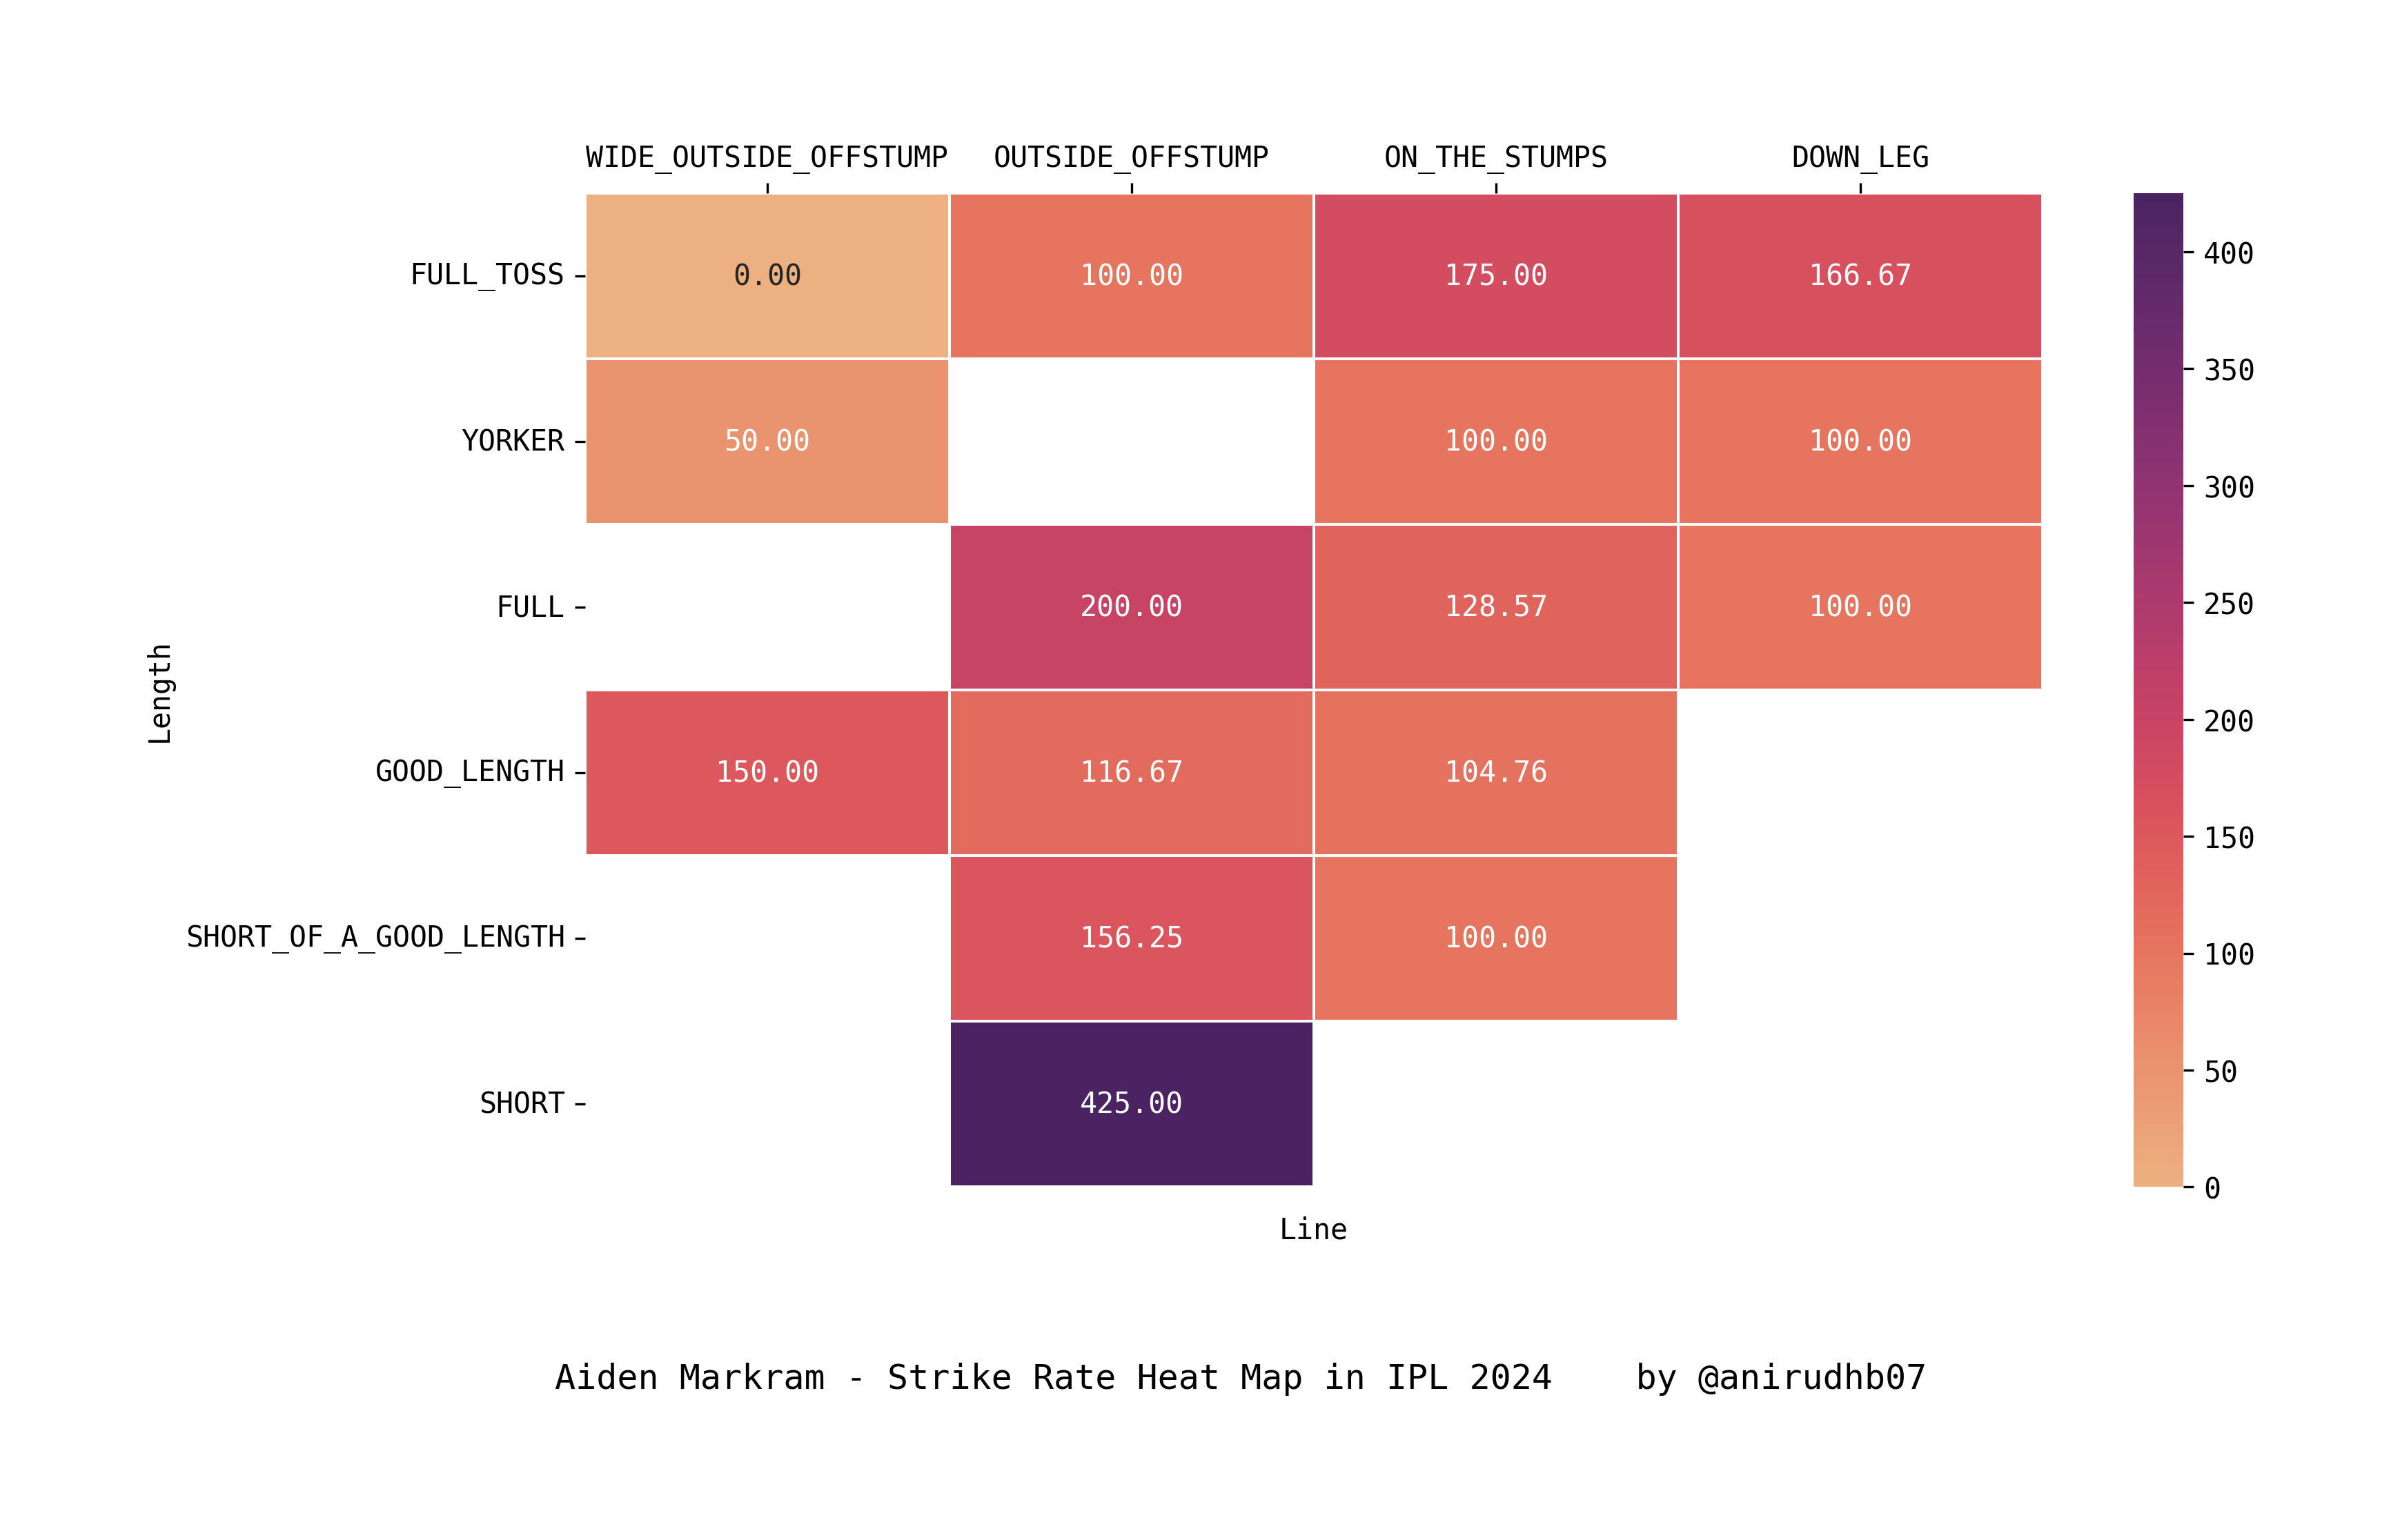 WIDE_OUTSIDE_OFFSTUMP OUTSIDE_OFFSTUMP ON_THE_STUMPS DOWN_LEG
FULL_TOSS 0.00 100.00 175.00 166.67
YORKER 50.00 100.00 100.00
FULL 200.00 128.57 100.00
GOOD_LENGTH 150.00 116.67 104.76
SHORT_OF_A_GOOD_LENGTH 156.25 100.00
SHORT 425.00
Length
Line
400
350
300
250
200
150
100
50
0
Aiden Markram - Strike Rate Heat Map in IPL 2024 by @anirudhb07